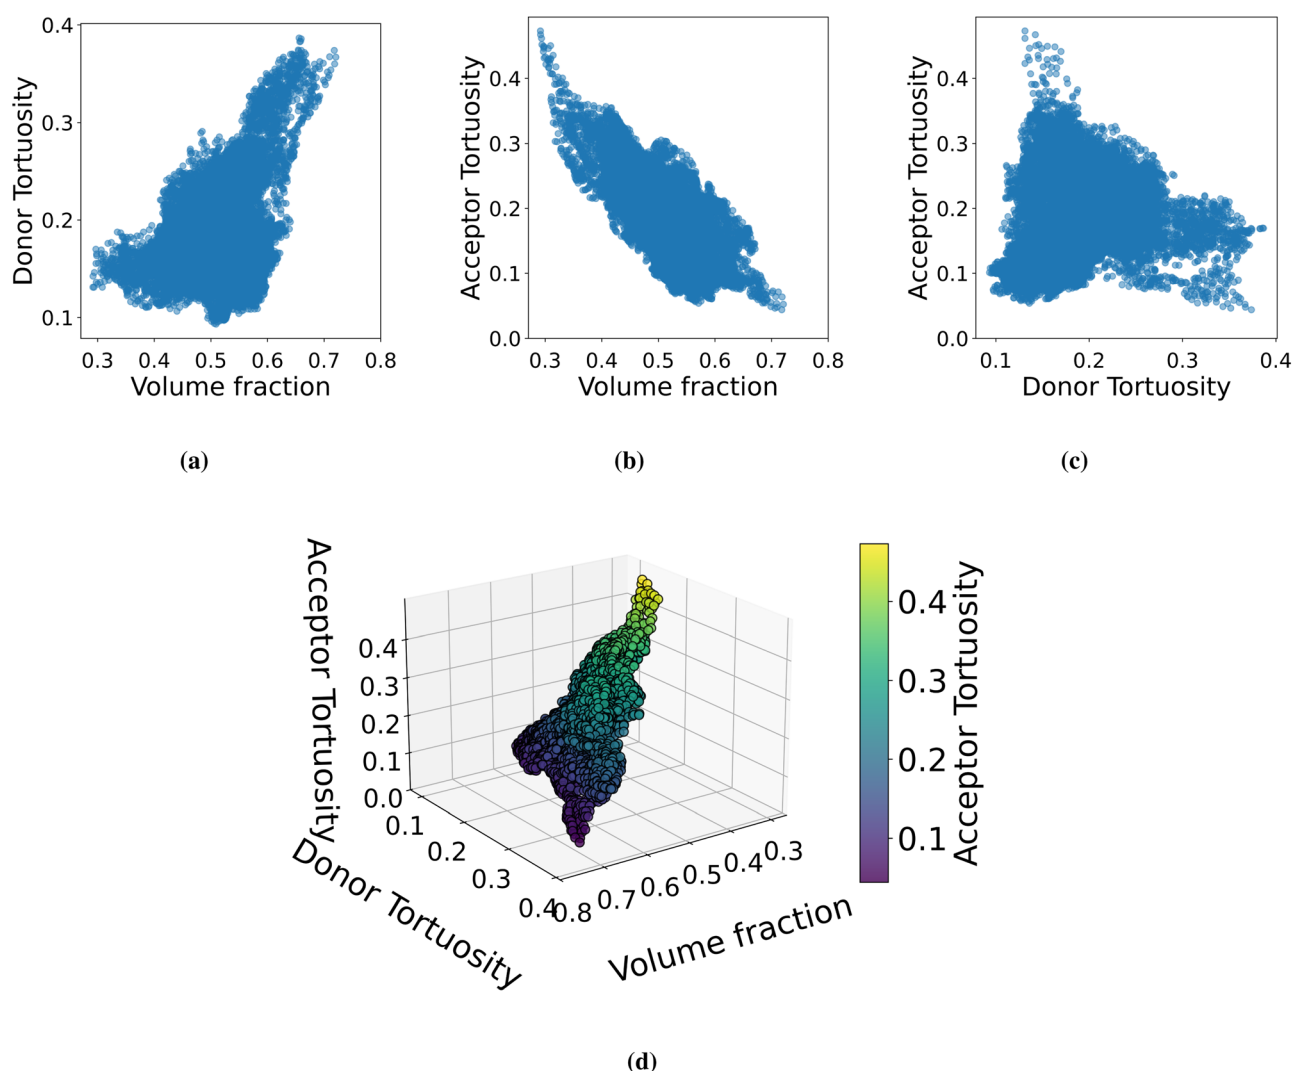 0.4
0.3
0.2
0.1
Donor Tortuosity
0.3 0.4 0.5 0.6 0.7 0.8
Volume fraction
(a)
0.4
0.3
0.2
0.1
0.0
Acceptor Tortuosity
0.3 0.4 0.5 0.6 0.7 0.8
Volume fraction
(b)
0.4
0.3
0.2
0.1
0.0
Acceptor Tortuosity
0.1 0.2 0.3 0.4
Donor Tortuosity
(c)
Acceptor Tortuosity
0.4
0.3
0.2
0.1
0.0
0.1
0.2
0.3
0.4
Donor Tortuosity
0.8 0.7 0.6 0.5 0.4 0.3
Volume fraction
0.4
0.3
0.2
0.1
Acceptor Tortuosity
(d)